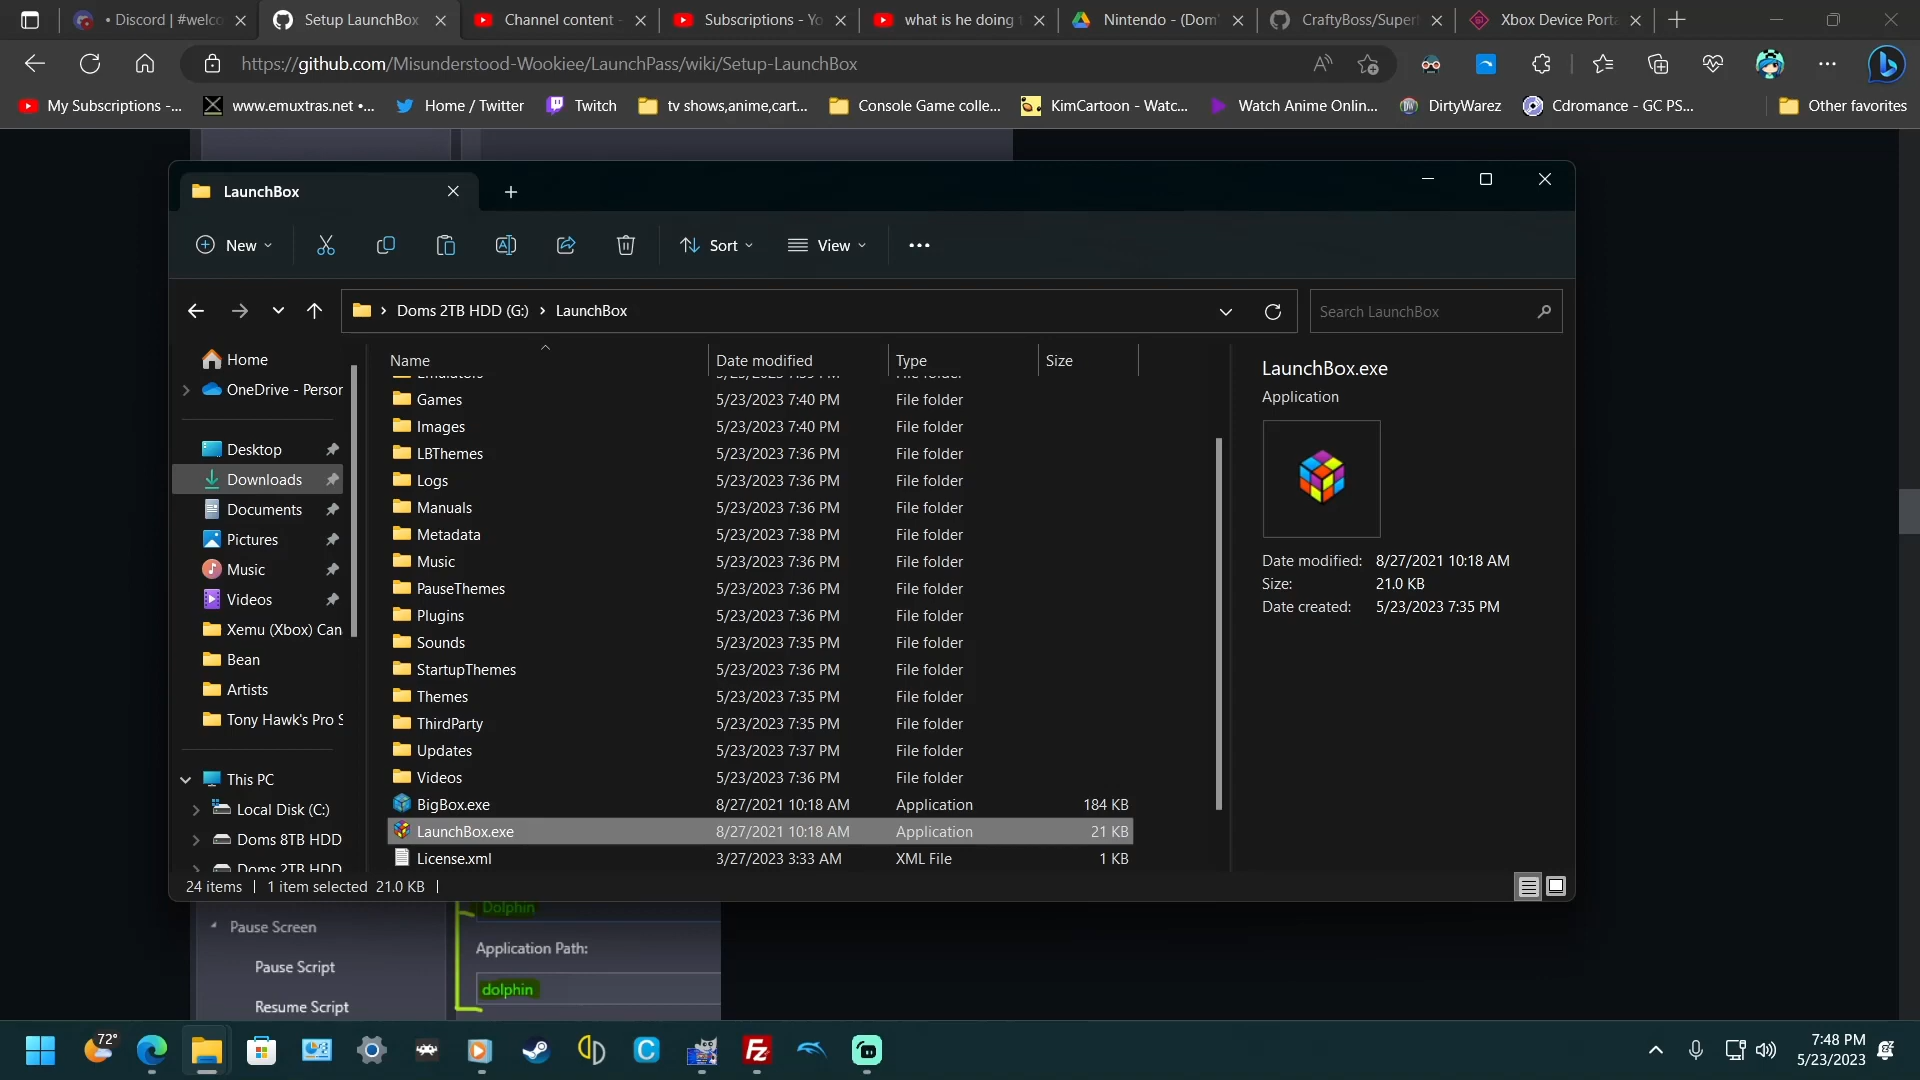 • Discord | #welco
Setup LaunchBox
Channel content -
Subscriptions - Yo
what is he doing
Nintendo - (Dom'
CraftyBoss/Super
Xbox Device Porta
https://github.com/Misunderstood-Wookiee/LaunchPass/wiki/Setup-LaunchBox
My Subscriptions -...
www.emuxtras.net •...
Home / Twitter
Twitch
tv shows,anime,cart...
Console Game colle...
KimCartoon - Watc...
Watch Anime Onlin...
DirtyWarez
Cdromance - GC PS...
Other favorites
LaunchBox
New
Sort
View
Doms 2TB HDD (G:) > LaunchBox
Search LaunchBox
Name
Date modified
Type
Size
Home
OneDrive - Person
Desktop
Downloads
Documents
Pictures
Music
Videos
Xemu (Xbox) Can
Bean
Artists
Tony Hawk's Pro S
This PC
Local Disk (C:)
Doms 8TB HDD
Doms 2TB HDD
Games 5/23/2023 7:40 PM File folder
Images 5/23/2023 7:40 PM File folder
LBThemes 5/23/2023 7:36 PM File folder
Logs 5/23/2023 7:36 PM File folder
Manuals 5/23/2023 7:36 PM File folder
Metadata 5/23/2023 7:38 PM File folder
Music 5/23/2023 7:36 PM File folder
PauseThemes 5/23/2023 7:36 PM File folder
Plugins 5/23/2023 7:36 PM File folder
Sounds 5/23/2023 7:35 PM File folder
StartupThemes 5/23/2023 7:36 PM File folder
Themes 5/23/2023 7:35 PM File folder
ThirdParty 5/23/2023 7:35 PM File folder
Updates 5/23/2023 7:37 PM File folder
Videos 5/23/2023 7:36 PM File folder
BigBox.exe 8/27/2021 10:18 AM Application 184 KB
LaunchBox.exe 8/27/2021 10:18 AM Application 21 KB
License.xml 3/27/2023 3:33 AM XML File 1 KB
LaunchBox.exe
Application
Date modified: 8/27/2021 10:18 AM
Size: 21.0 KB
Date created: 5/23/2023 7:35 PM
24 items | 1 item selected 21.0 KB |
Dolphin
Pause Screen
Application Path:
Pause Script
dolphin
Resume Script
72°
7:48 PM
5/23/2023